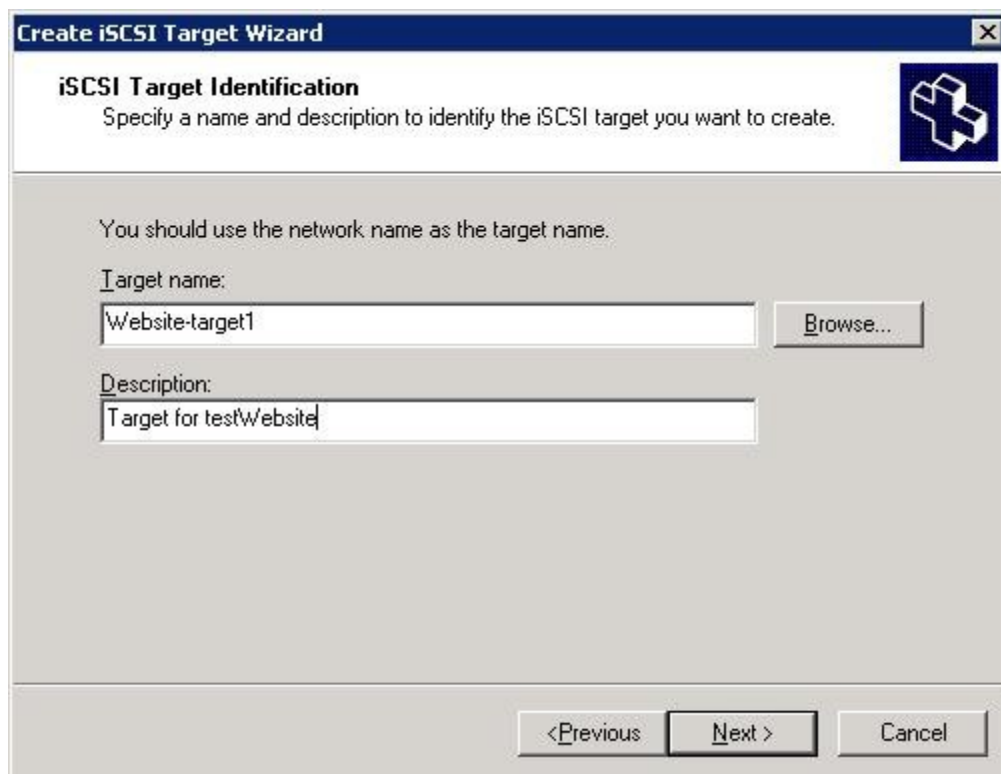 Create iSCSI Target Wizard
iSCSI Target Identification
Specify a name and description to identify the iSCSI target you want to create.
You should use the network name as the target name.
Target name:
Website-target1
Browse...
Description:
Target for testWebsite
<Previous
Next >
Cancel